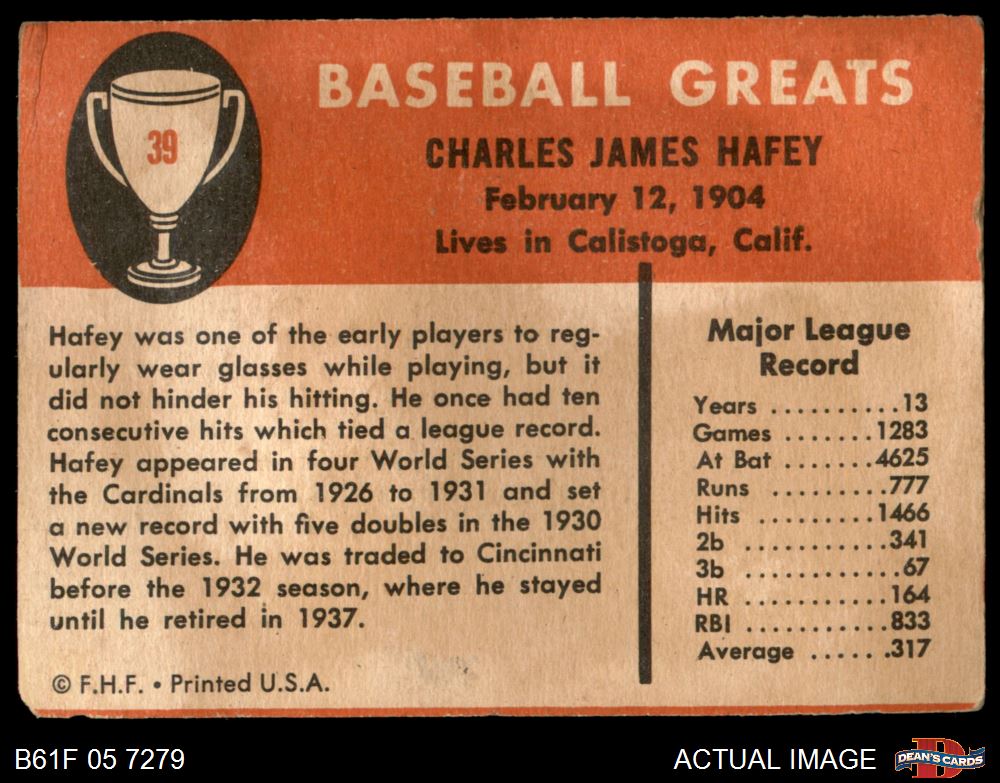 39
BASEBALL GREATS
CHARLES JAMES HAFEY
February 12, 1904
Lives in Calistoga, Calif.
Hafey was one of the early players to reg-
ularly wear glasses while playing, but it
did not hinder his hitting. He once had ten
consecutive hits which tied a league record.
Hafey appeared in four World Series with
the Cardinals from 1926 to 1931 and set
a new record with five doubles in the 1930
World Series. He was traded to Cincinnati
before the 1932 season, where he stayed
until he retired in 1937.
© F.H.F. • Printed U.S.A.
Major League
Record
Years ..........13
Games .......1283
At Bat .......4625
Runs .........777
Hits .........1466
2b ...........341
3b ............67
HR ...........164
RBI ..........833
Average ......317
B61F 05 7279
ACTUAL IMAGE
D
DEAN'S CARDS